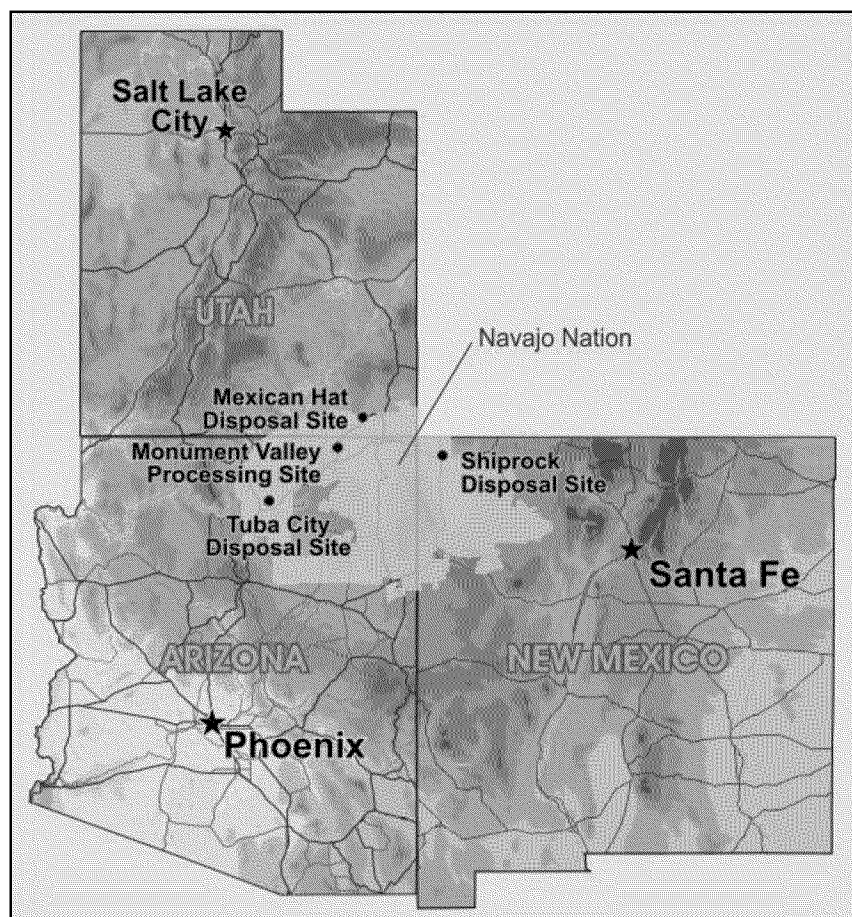 Salt Lake
City
UTAH
Navajo Nation
Mexican Hat
Disposal Site
Monument Valley
Processing Site
Shiprock
Disposal Site
Tuba City
Disposal Site
Santa Fe
ARIZONA
NEW MEXICO
Phoenix